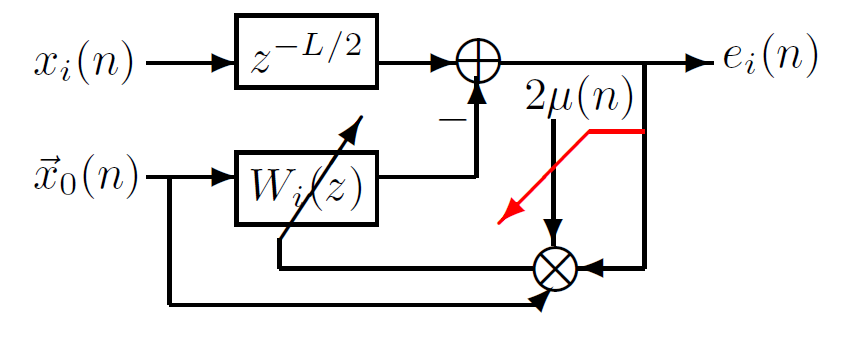 x_i(n)
z^{-L/2}
e_i(n)
2μ(n)
−
\vec{x}_0(n)
W_i(z)